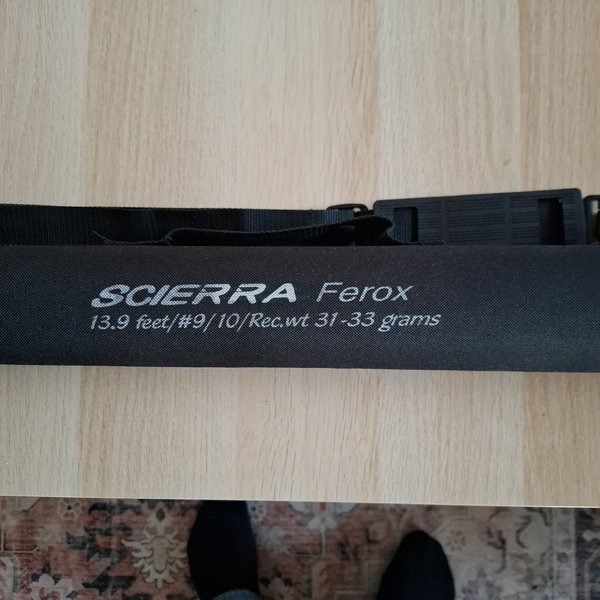 SCIERRA Ferox
13.9 feet/#9/10/Rec.wt 31-33 grams